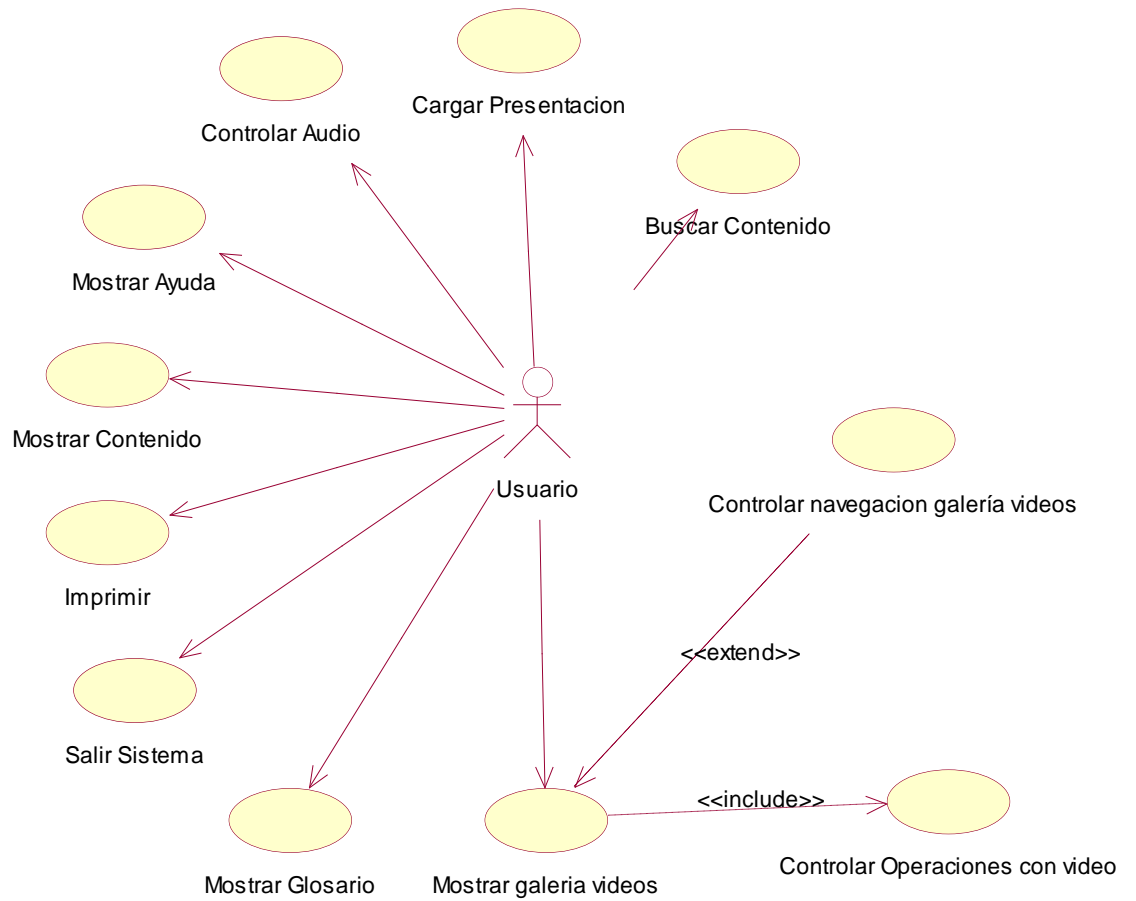 Cargar Presentacion
Controlar Audio
Buscar Contenido
Mostrar Ayuda
Mostrar Contenido
Usuario
Controlar navegacion galería videos
Imprimir
<<extend>>
Salir Sistema
<<include>>
Controlar Operaciones con video
Mostrar Glosario
Mostrar galeria videos